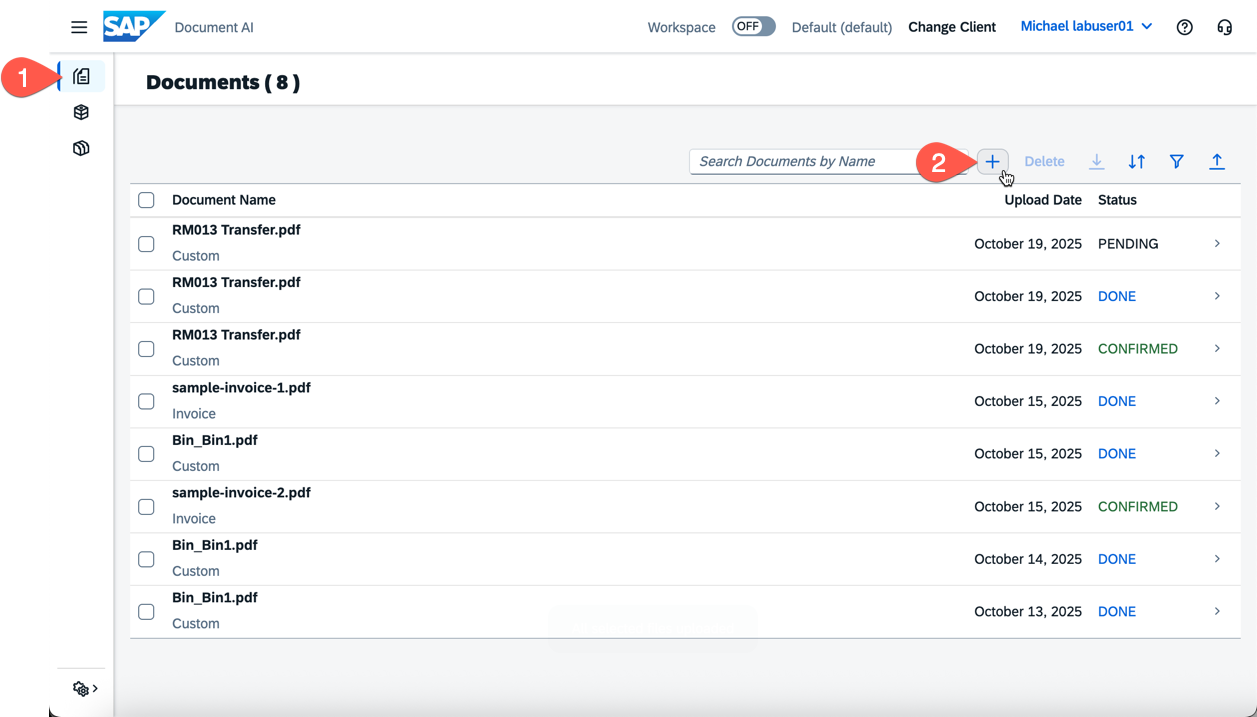 SAP Document AI Workspace OFF Default (default) Change Client Michael labuser01
1
Documents ( 8 )
Search Documents by Name 2 Delete
Document Name Upload Date Status
RM013 Transfer.pdf
Custom October 19, 2025 PENDING
RM013 Transfer.pdf
Custom October 19, 2025 DONE
RM013 Transfer.pdf
Custom October 19, 2025 CONFIRMED
sample-invoice-1.pdf
Invoice October 15, 2025 DONE
Bin_Bin1.pdf
Custom October 15, 2025 DONE
sample-invoice-2.pdf
Invoice October 15, 2025 CONFIRMED
Bin_Bin1.pdf
Custom October 14, 2025 DONE
Bin_Bin1.pdf
Custom October 13, 2025 DONE